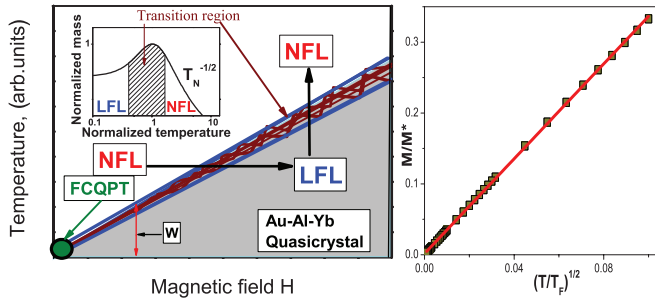 Temperature, (arb.units)
Normalized mass
1
Transition region
T_N^-1/2
LFL
NFL
0.1
1
10
Normalized temperature
NFL
NFL
LFL
FCQPT
W
Au-Al-Yb
Quasicrystal
Magnetic field H
M/M*
0.3
0.2
0.1
0.0
0.00
0.04
0.08
(T/T_F)^1/2